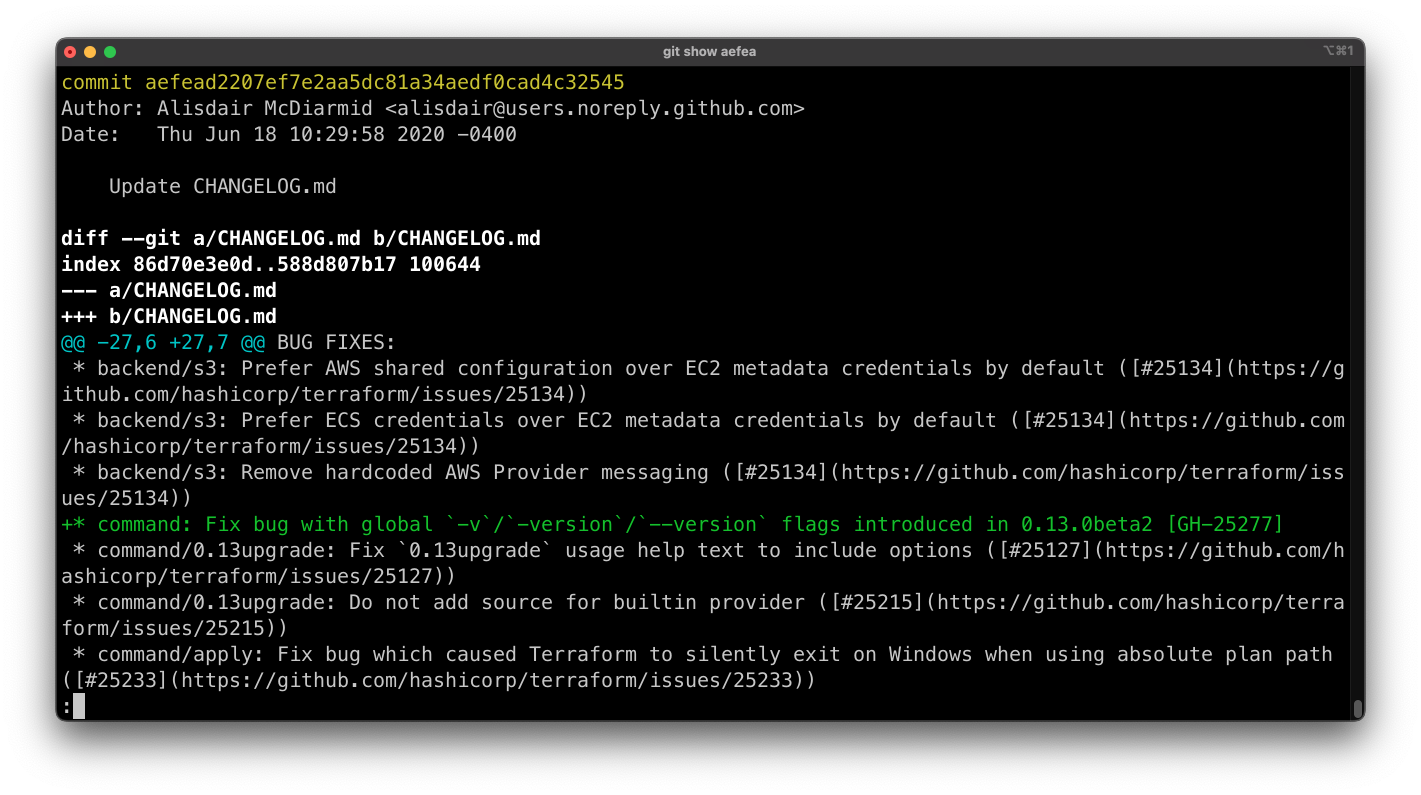 git show aefea
⌥⌘1
commit aefead2207ef7e2aa5dc81a34aedf0cad4c32545
Author: Alisdair McDiarmid <alisdair@users.noreply.github.com>
Date:   Thu Jun 18 10:29:58 2020 -0400
    Update CHANGELOG.md
diff --git a/CHANGELOG.md b/CHANGELOG.md
index 86d70e3e0d..588d807b17 100644
--- a/CHANGELOG.md
+++ b/CHANGELOG.md
@@ -27,6 +27,7 @@ BUG FIXES:
 * backend/s3: Prefer AWS shared configuration over EC2 metadata credentials by default ([#25134](https://g
ithub.com/hashicorp/terraform/issues/25134))
 * backend/s3: Prefer ECS credentials over EC2 metadata credentials by default ([#25134](https://github.com
/hashicorp/terraform/issues/25134))
 * backend/s3: Remove hardcoded AWS Provider messaging ([#25134](https://github.com/hashicorp/terraform/iss
ues/25134))
+* command: Fix bug with global `-v`/`-version`/`--version` flags introduced in 0.13.0beta2 [GH-25277]
 * command/0.13upgrade: Fix `0.13upgrade` usage help text to include options ([#25127](https://github.com/h
ashicorp/terraform/issues/25127))
 * command/0.13upgrade: Do not add source for builtin provider ([#25215](https://github.com/hashicorp/terra
form/issues/25215))
 * command/apply: Fix bug which caused Terraform to silently exit on Windows when using absolute plan path
([#25233](https://github.com/hashicorp/terraform/issues/25233))
: